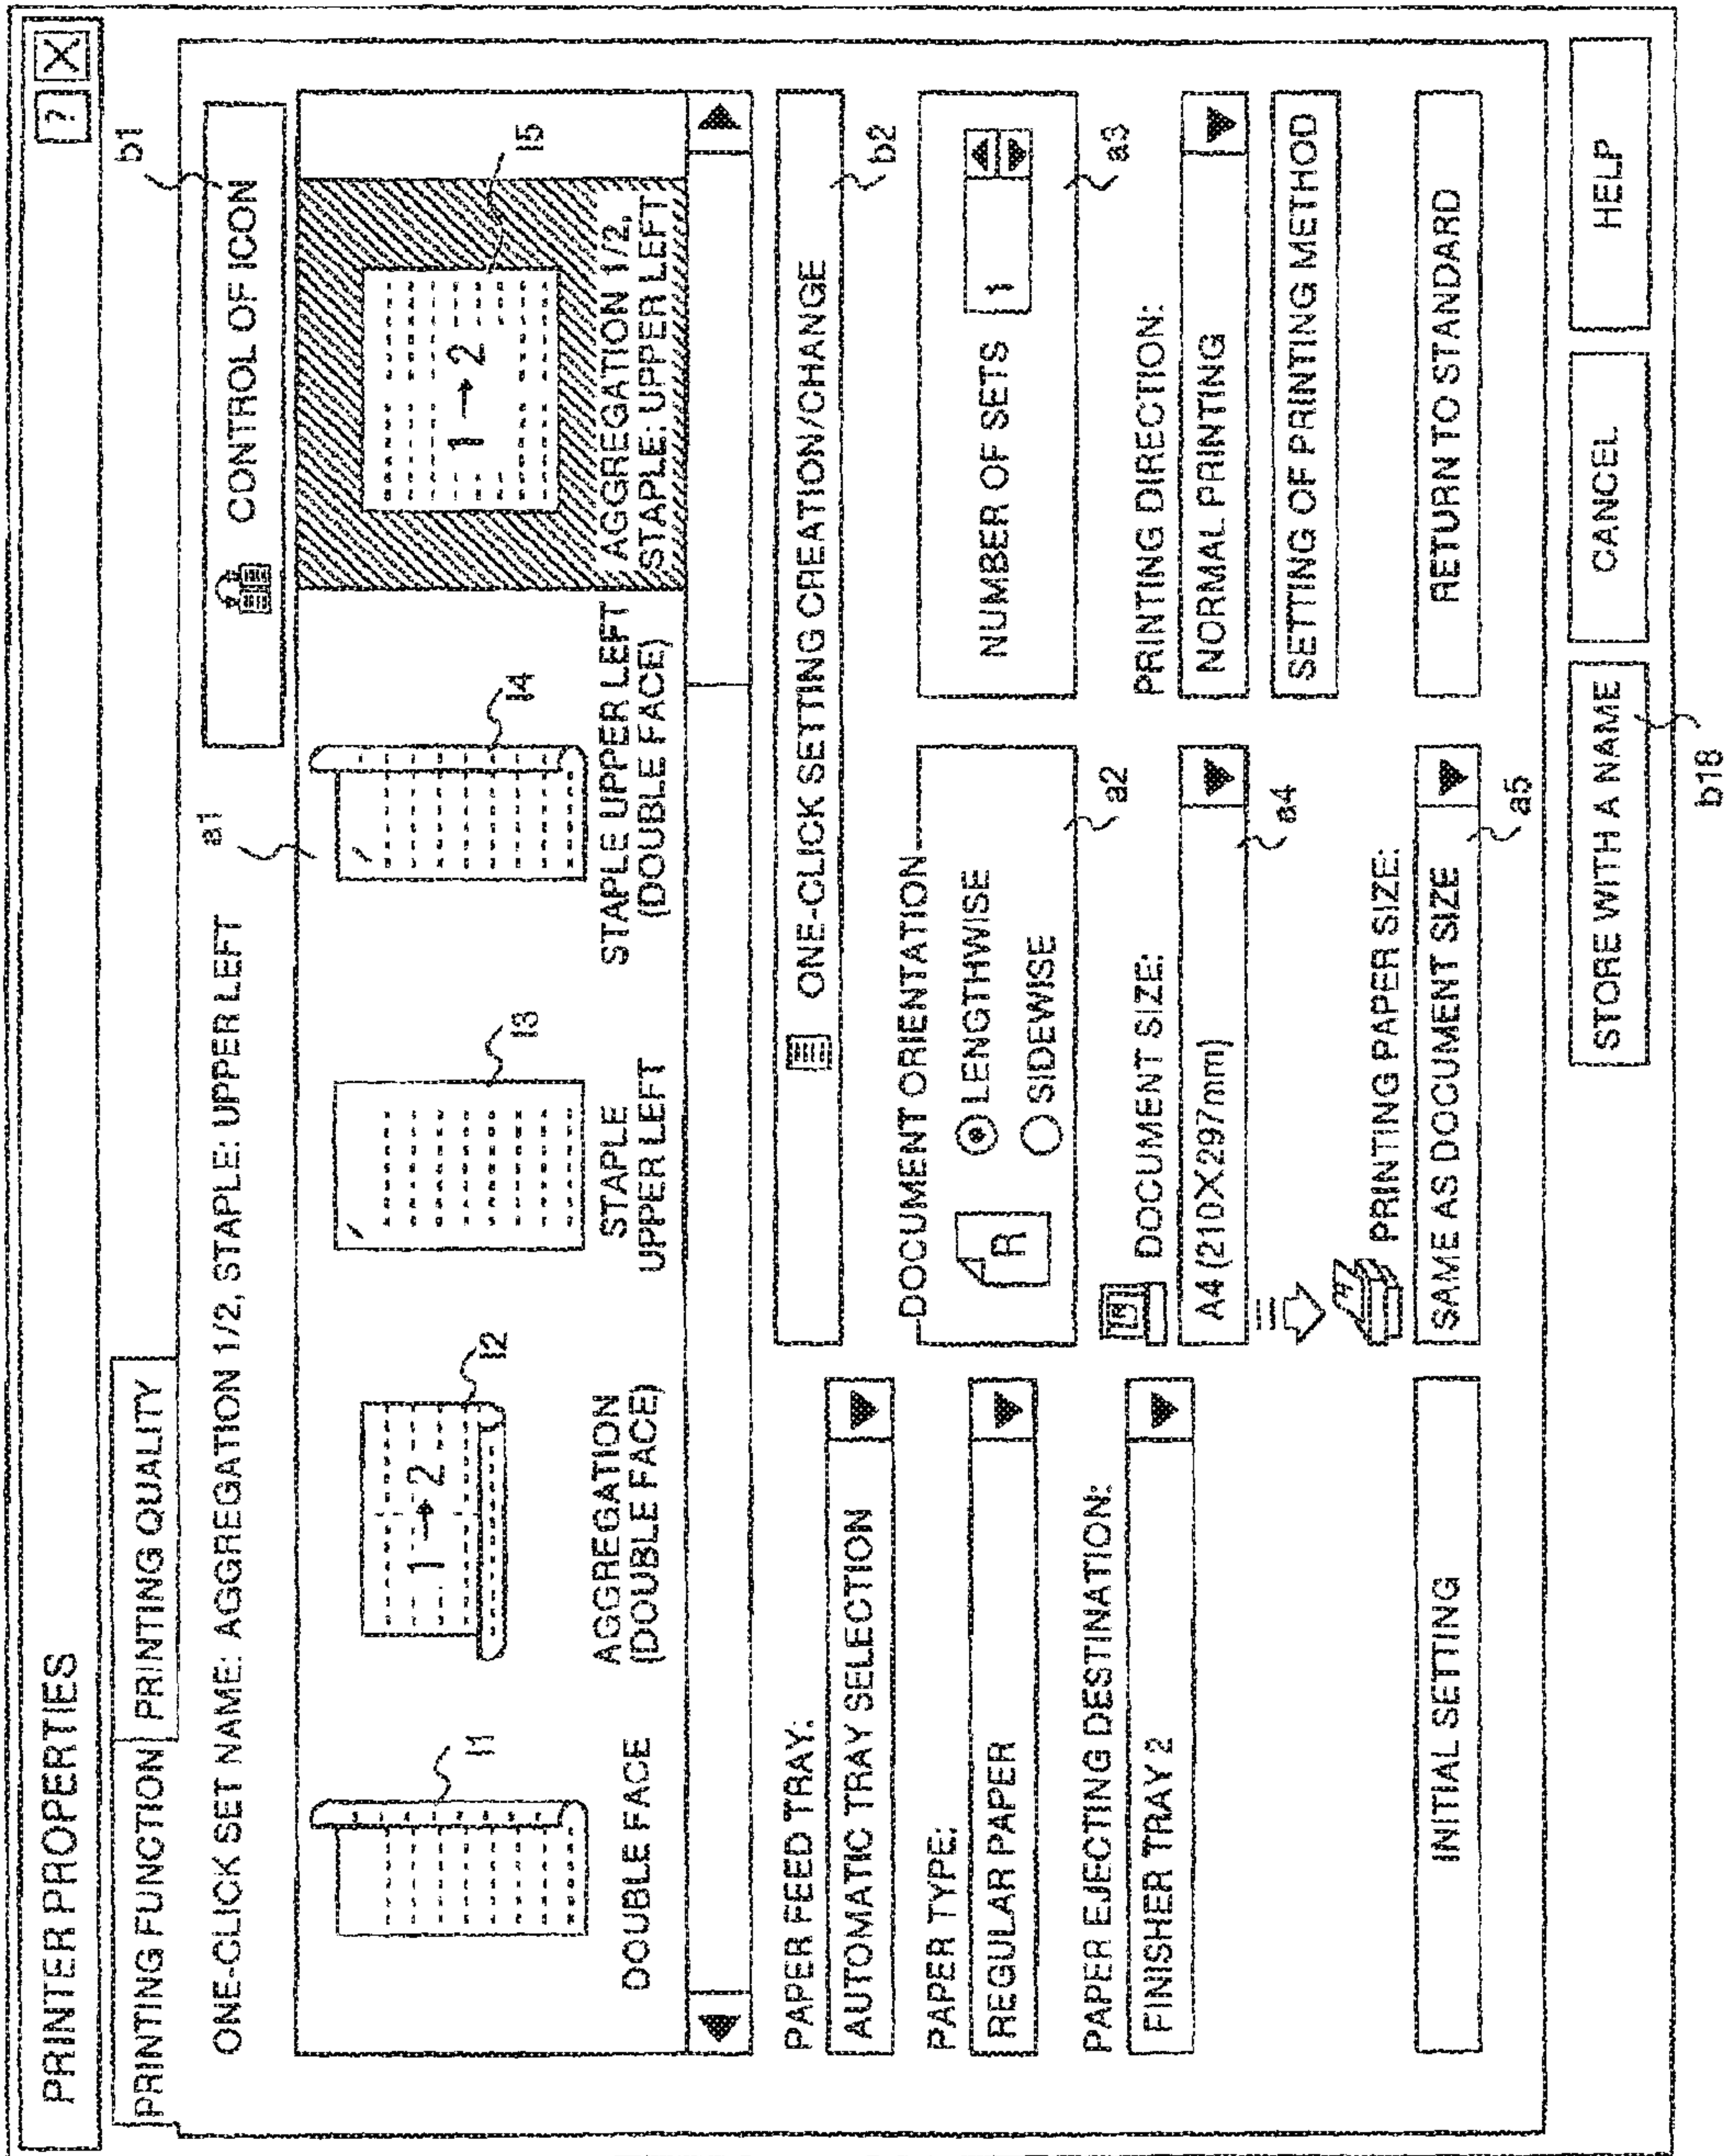 PRINTER PROPERTIES
? X
PRINTING FUNCTION PRINTING QUALITY
b1
ONE-CLICK SET NAME: AGGREGATION 1/2, STAPLE: UPPER LEFT
a1
CONTROL OF ICON
I1
I2
1→2
I3
I4
I5
1→2
DOUBLE FACE
AGGREGATION
(DOUBLE FACE)
STAPLE
UPPER LEFT
STAPLE UPPER LEFT
(DOUBLE FACE)
AGGREGATION 1/2,
STAPLE: UPPER LEFT
PAPER FEED TRAY:
AUTOMATIC TRAY SELECTION
PAPER TYPE:
REGULAR PAPER
PAPER EJECTING DESTINATION:
FINISHER TRAY 2
INITIAL SETTING
ONE-CLICK SETTING CREATION/CHANGE
b2
DOCUMENT ORIENTATION
R
LENGTHWISE
SIDEWISE
a2
DOCUMENT SIZE:
A4 (210X297mm)
a4
PRINTING PAPER SIZE:
SAME AS DOCUMENT SIZE
a5
NUMBER OF SETS 1
a3
PRINTING DIRECTION:
NORMAL PRINTING
SETTING OF PRINTING METHOD
RETURN TO STANDARD
STORE WITH A NAME
CANCEL
HELP
b18